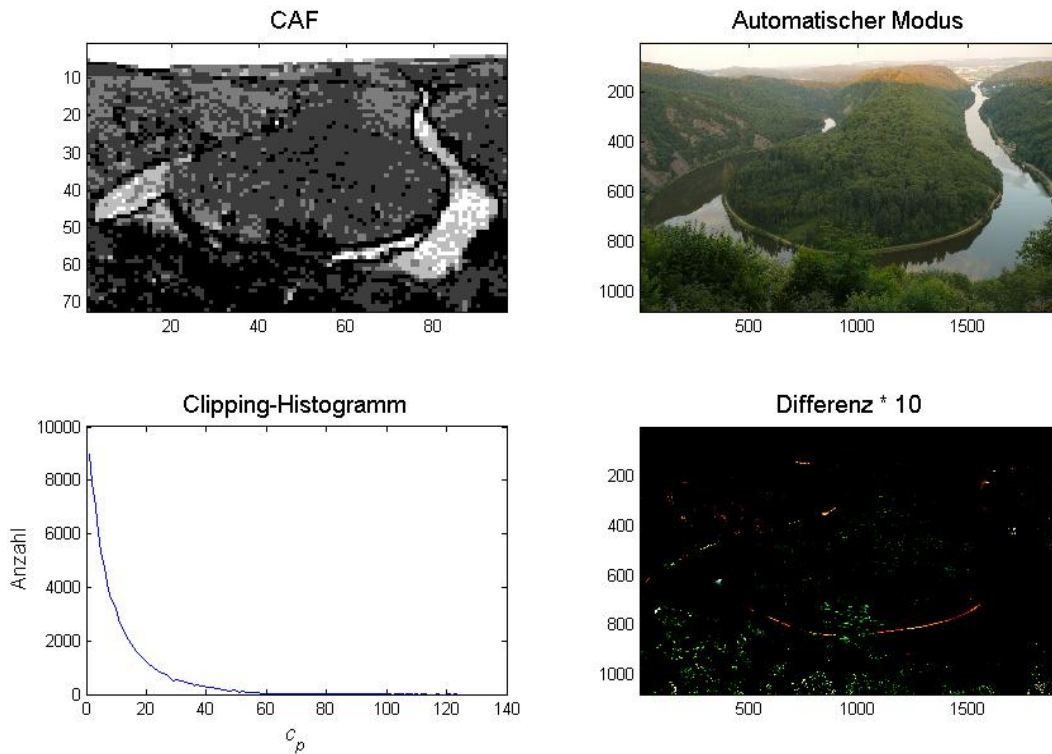 CAF
10
20
30
40
50
60
70
20 40 60 80
Automatischer Modus
200
400
600
800
1000
500 1000 1500
Clipping-Histogramm
10000
8000
6000
4000
2000
0
Anzahl
0 20 40 60 80 100 120 140
c_p
Differenz * 10
200
400
600
800
1000
500 1000 1500